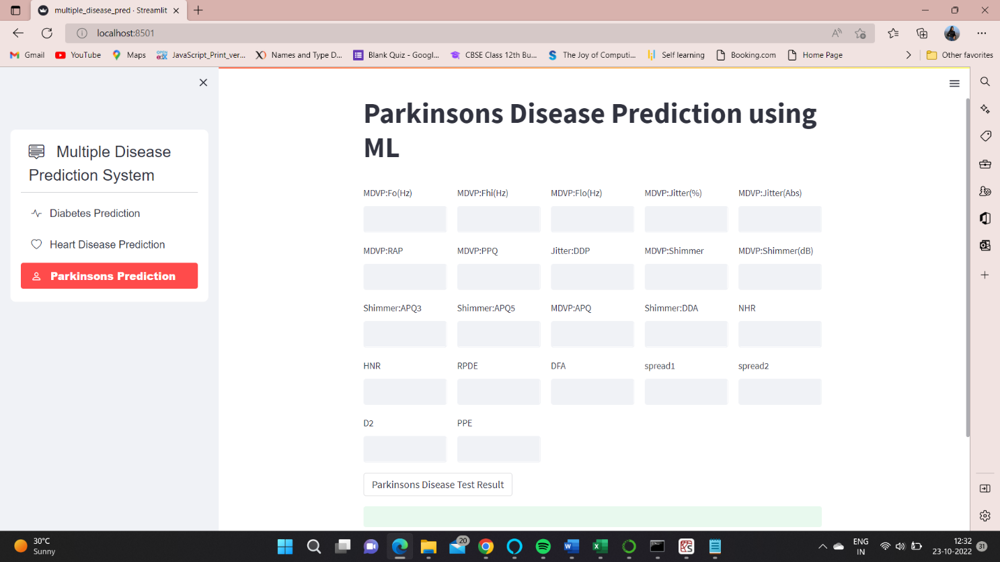 multiple_disease_pred · Streamlit
localhost:8501
Gmail
YouTube
Maps
JavaScript_Print_ver...
Names and Type D...
Blank Quiz - Googl...
CBSE Class 12th Bu...
The Joy of Computi...
Self learning
Booking.com
Home Page
Other favorites
Multiple Disease
Prediction System
Diabetes Prediction
Heart Disease Prediction
Parkinsons Prediction
Parkinsons Disease Prediction using
ML
MDVP:Fo(Hz) MDVP:Fhi(Hz) MDVP:Flo(Hz) MDVP:Jitter(%) MDVP:Jitter(Abs)
MDVP:RAP MDVP:PPQ Jitter:DDP MDVP:Shimmer MDVP:Shimmer(dB)
Shimmer:APQ3 Shimmer:APQ5 MDVP:APQ Shimmer:DDA NHR
HNR RPDE DFA spread1 spread2
D2 PPE
Parkinsons Disease Test Result
30°C
Sunny
20
ENG
IN
12:32
23-10-2022
31